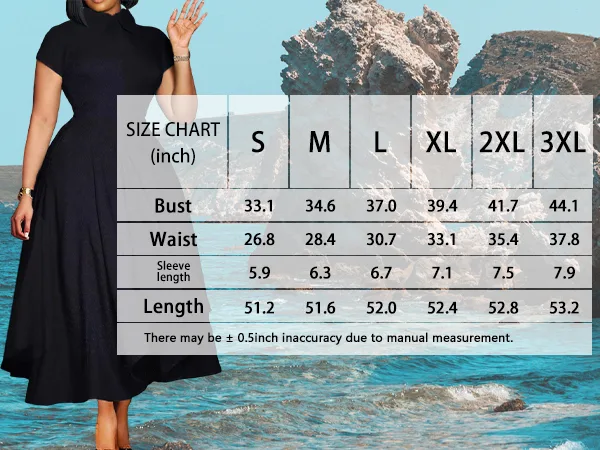 SIZE CHART (inch) S M L XL 2XL 3XL
Bust 33.1 34.6 37.0 39.4 41.7 44.1
Waist 26.8 28.4 30.7 33.1 35.4 37.8
Sleeve length 5.9 6.3 6.7 7.1 7.5 7.9
Length 51.2 51.6 52.0 52.4 52.8 53.2
There may be ± 0.5inch inaccuracy due to manual measurement.